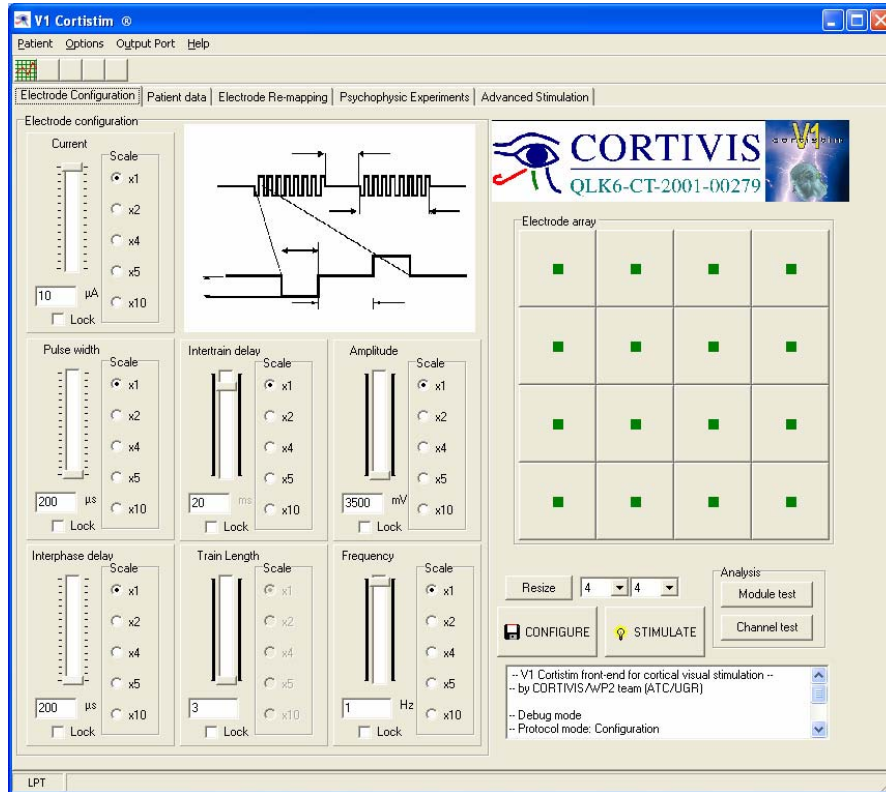 V1 Cortistim ®
Patient Options Output Port Help
Electrode Configuration Patient data Electrode Re-mapping Psychophysic Experiments Advanced Stimulation
Electrode configuration
Current
Scale
x1
x2
x4
x5
x10
10 µA
Lock
CORTIVIS
QLK6-CT-2001-00279
V1
cortistim
Electrode array
Pulse width
Scale
x1
x2
x4
x5
x10
200 µs
Lock
Intertrain delay
Scale
x1
x2
x4
x5
x10
20 ms
Lock
Amplitude
Scale
x1
x2
x4
x5
x10
3500 mV
Lock
Interphase delay
Scale
x1
x2
x4
x5
x10
200 µs
Lock
Train Length
Scale
x1
x2
x4
x5
x10
3
Lock
Frequency
Scale
x1
x2
x4
x5
x10
1 Hz
Lock
Resize 4 4
Analysis
Module test
Channel test
CONFIGURE STIMULATE
-- V1 Cortistim front-end for cortical visual stimulation --
-- by CORTIVIS/WP2 team (ATC/UGR)
-- Debug mode
-- Protocol mode: Configuration
LPT